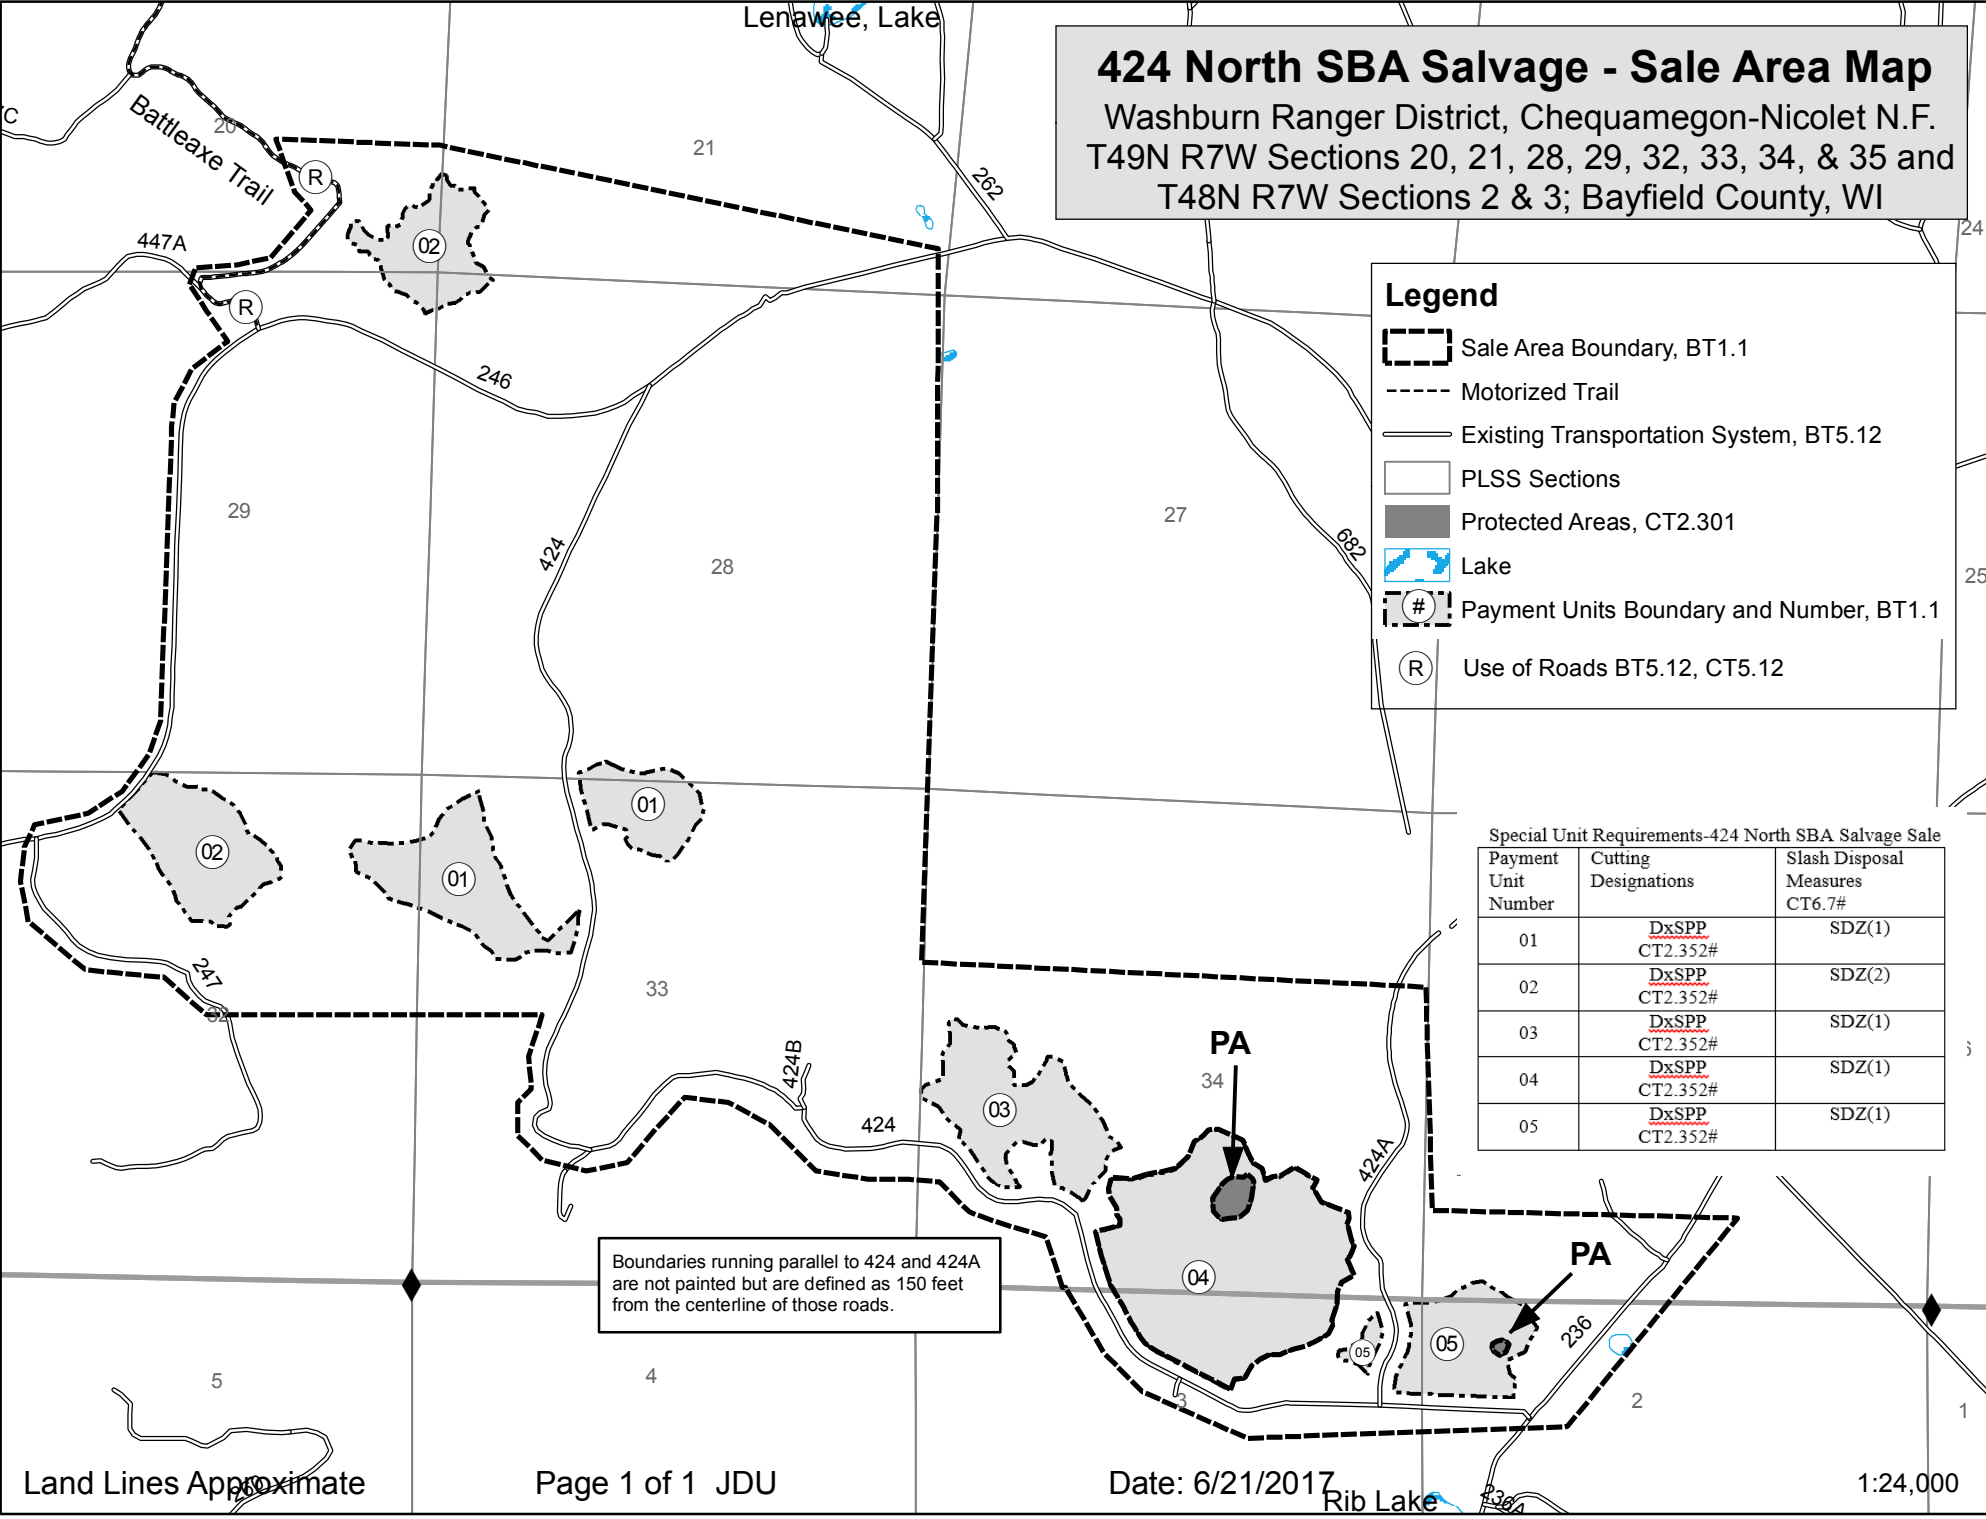 Lenawee, Lake
424 North SBA Salvage - Sale Area Map
Washburn Ranger District, Chequamegon-Nicolet N.F.
T49N R7W Sections 20, 21, 28, 29, 32, 33, 34, & 35 and
T48N R7W Sections 2 & 3; Bayfield County, WI
Battleaxe Trail
20
21
R
262
02
24
447A
R
246
Legend
Sale Area Boundary, BT1.1
Motorized Trail
Existing Transportation System, BT5.12
PLSS Sections
Protected Areas, CT2.301
Lake
# Payment Units Boundary and Number, BT1.1
R Use of Roads BT5.12, CT5.12
29
424
28
27
682
25
01
02
01
Special Unit Requirements-424 North SBA Salvage Sale
Payment Unit Number
Cutting Designations
Slash Disposal Measures CT6.7#
01 DxSPP CT2.352# SDZ(1)
02 DxSPP CT2.352# SDZ(2)
03 DxSPP CT2.352# SDZ(1)
04 DxSPP CT2.352# SDZ(1)
05 DxSPP CT2.352# SDZ(1)
247
32
33
PA
34
424B
03
424
424A
PA
Boundaries running parallel to 424 and 424A
are not painted but are defined as 150 feet
from the centerline of those roads.
04
05
05
236
5
4
3
2
1
Land Lines Approximate
Page 1 of 1 JDU
Date: 6/21/2017
Rib Lake
236A
1:24,000